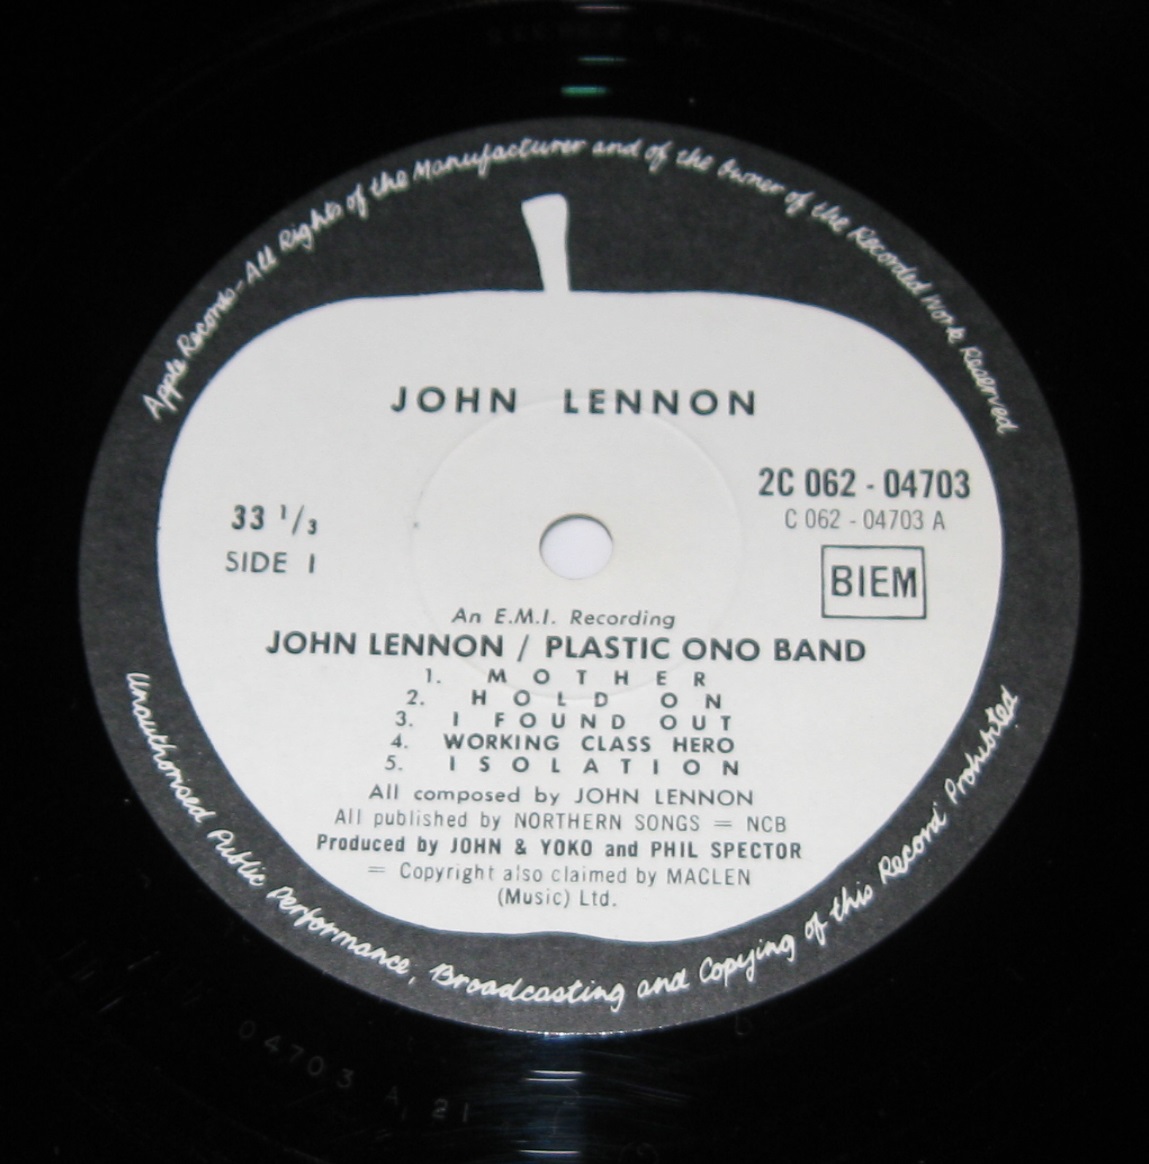 Apple Records-All Rights of the Manufacturer and of the Owner of the Recorded Work Reserved
JOHN LENNON
2C 062 - 04703
C 062 - 04703 A
BIEM
33 1/3
SIDE 1
An E.M.I. Recording
JOHN LENNON / PLASTIC ONO BAND
1. MOTHER
2. HOLD ON
3. I FOUND OUT
4. WORKING CLASS HERO
5. ISOLATION
All composed by JOHN LENNON
All published by NORTHERN SONGS = NCB
Produced by JOHN & YOKO and PHIL SPECTOR
= Copyright also claimed by MACLEN
(Music) Ltd.
Unauthorised Public Performance, Broadcasting and Copying of this Record Prohibited
04703 A 21